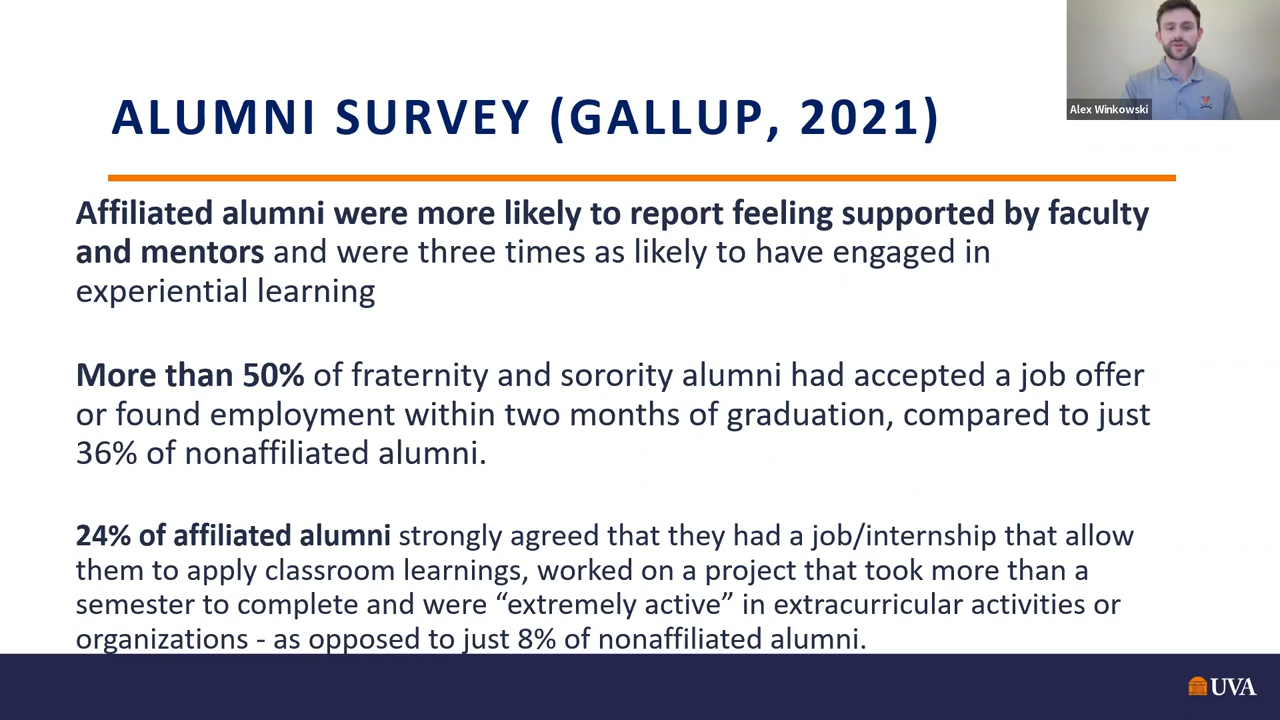 ALUMNI SURVEY (GALLUP, 2021)
Alex Winkowski
Affiliated alumni were more likely to report feeling supported by faculty
and mentors and were three times as likely to have engaged in
experiential learning
More than 50% of fraternity and sorority alumni had accepted a job offer
or found employment within two months of graduation, compared to just
36% of nonaffiliated alumni.
24% of affiliated alumni strongly agreed that they had a job/internship that allow
them to apply classroom learnings, worked on a project that took more than a
semester to complete and were “extremely active” in extracurricular activities or
organizations - as opposed to just 8% of nonaffiliated alumni.
UVA